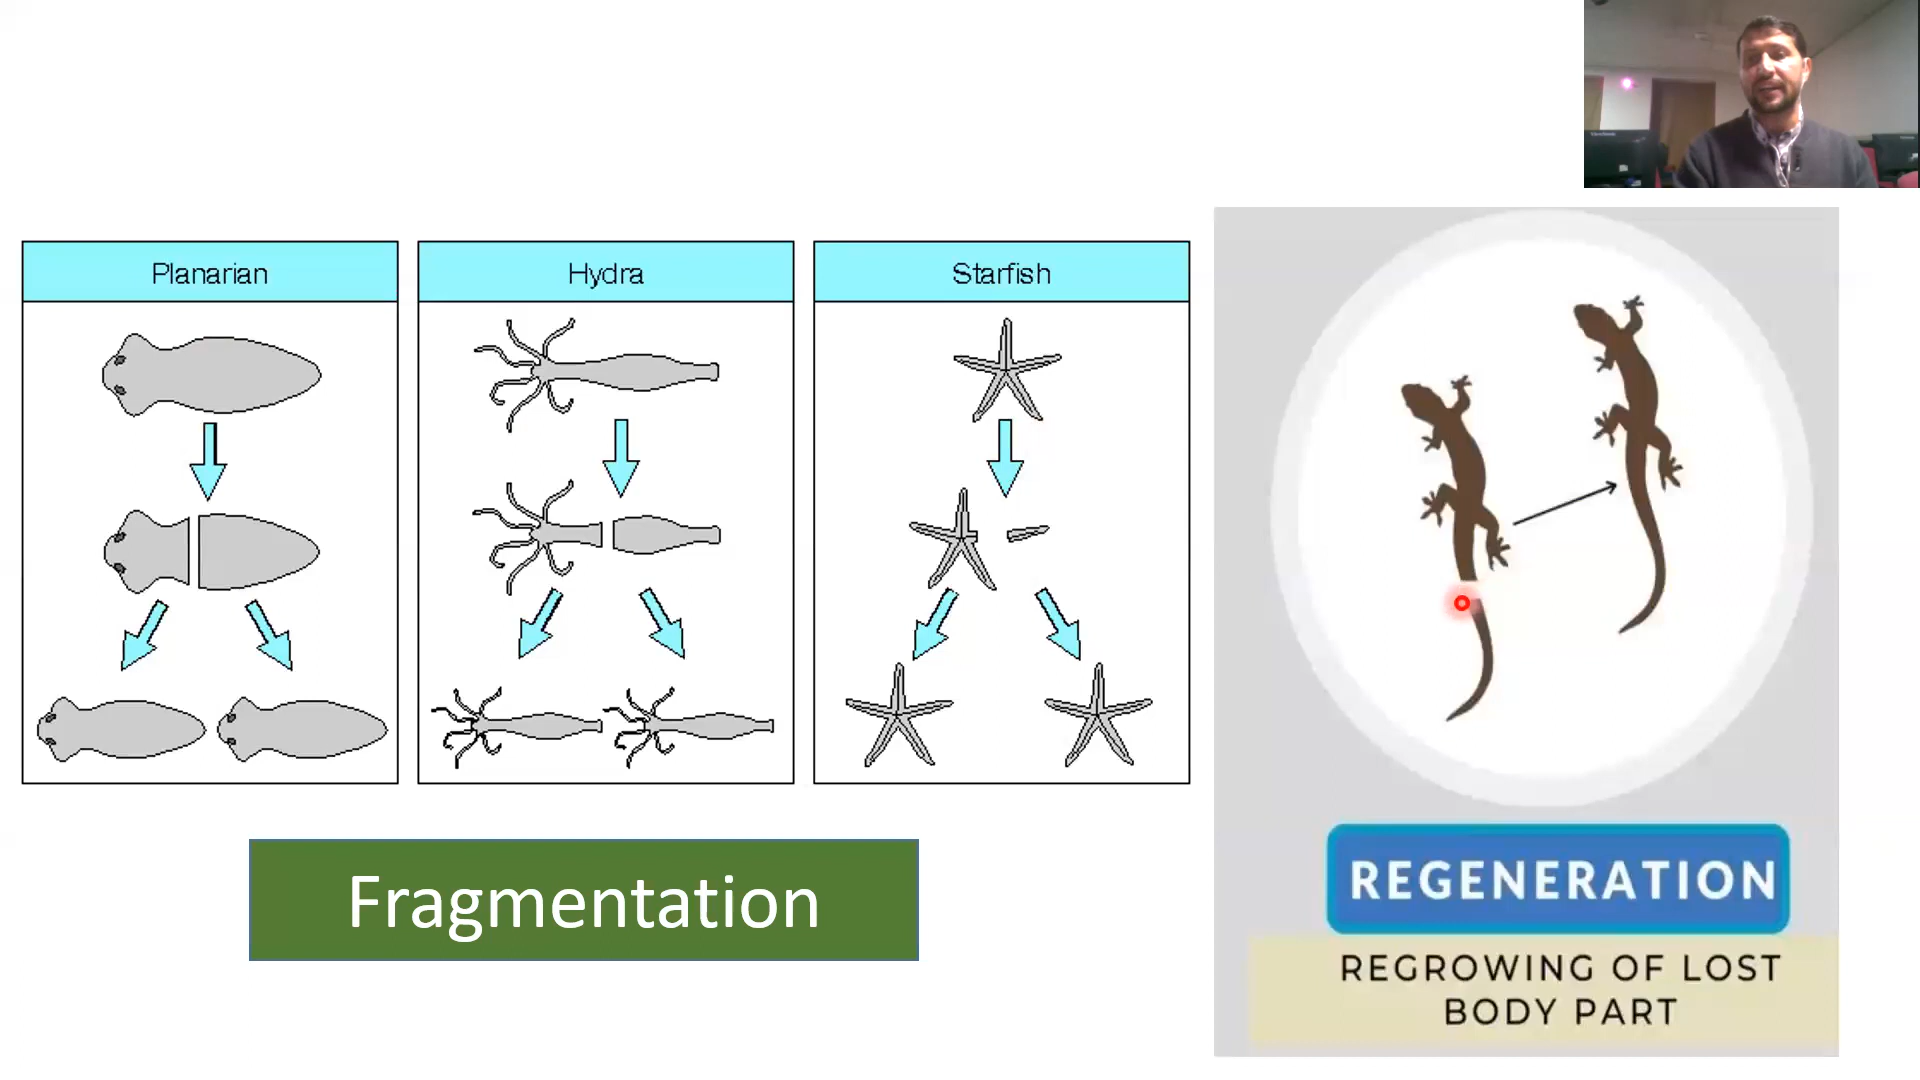 Planarian
Hydra
Starfish
Fragmentation
REGENERATION
REGROWING OF LOST
BODY PART